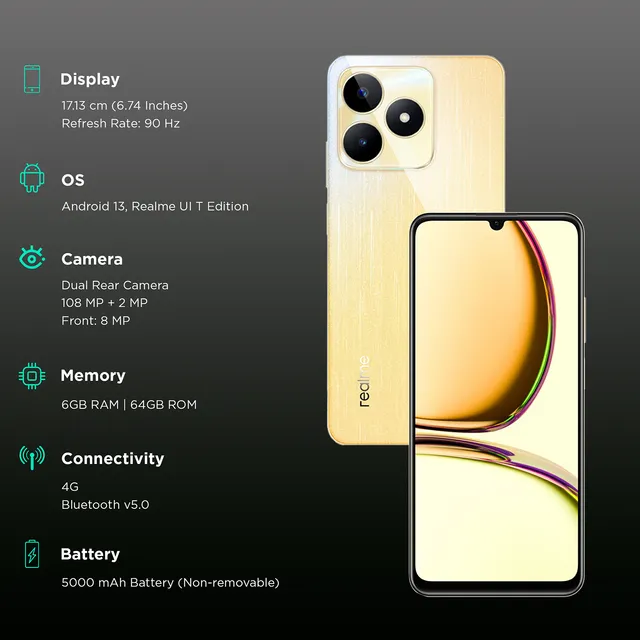 Display
17.13 cm (6.74 Inches)
Refresh Rate: 90 Hz
OS
Android 13, Realme UI T Edition
Camera
Dual Rear Camera
108 MP + 2 MP
Front: 8 MP
Memory
6GB RAM | 64GB ROM
Connectivity
4G
Bluetooth v5.0
Battery
5000 mAh Battery (Non-removable)
realme